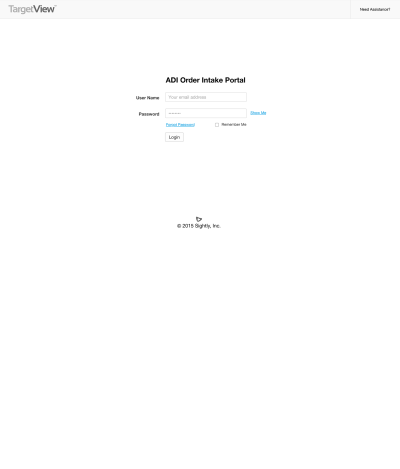 TargetView™
Need Assistance?
ADI Order Intake Portal
User Name
Your email address
Password
Show Me
Forgot Password
Remember Me
Login
© 2015 Sightly, Inc.